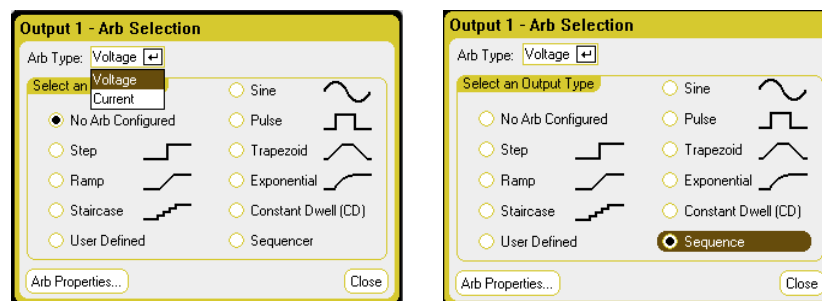 Output 1 - Arb Selection
Arb Type: Voltage
Voltage
Current
Select an
No Arb Configured
Step
Ramp
Staircase
User Defined
Sine
Pulse
Trapezoid
Exponential
Constant Dwell (CD)
Sequencer
Arb Properties...
Close
Output 1 - Arb Selection
Arb Type: Voltage
Select an Output Type
No Arb Configured
Step
Ramp
Staircase
User Defined
Sine
Pulse
Trapezoid
Exponential
Constant Dwell (CD)
Sequence
Arb Properties...
Close